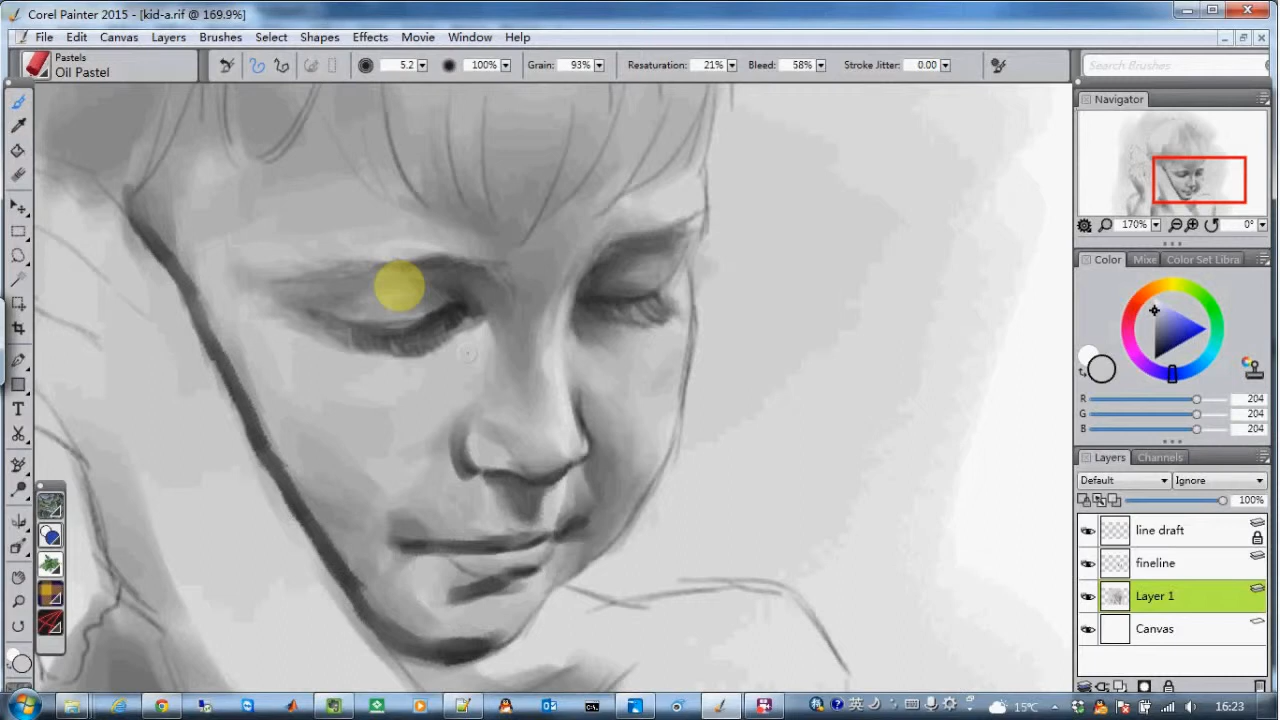 Corel Painter 2015 - [kid-a.rif @ 169.9%]
File Edit Canvas Layers Brushes Select Shapes Effects Movie Window Help
Pastels
Oil Pastel
5.2 100% Grain: 93% Resaturation: 21% Bleed: 58% Stroke Jitter: 0.00
Search Brushes
Navigator
170% 0°
Color Mixe Color Set Libra
R 204
G 204
B 204
Layers Channels
Default Ignore
100%
line draft
fineline
Layer 1
Canvas
T
英 15℃ 16:23